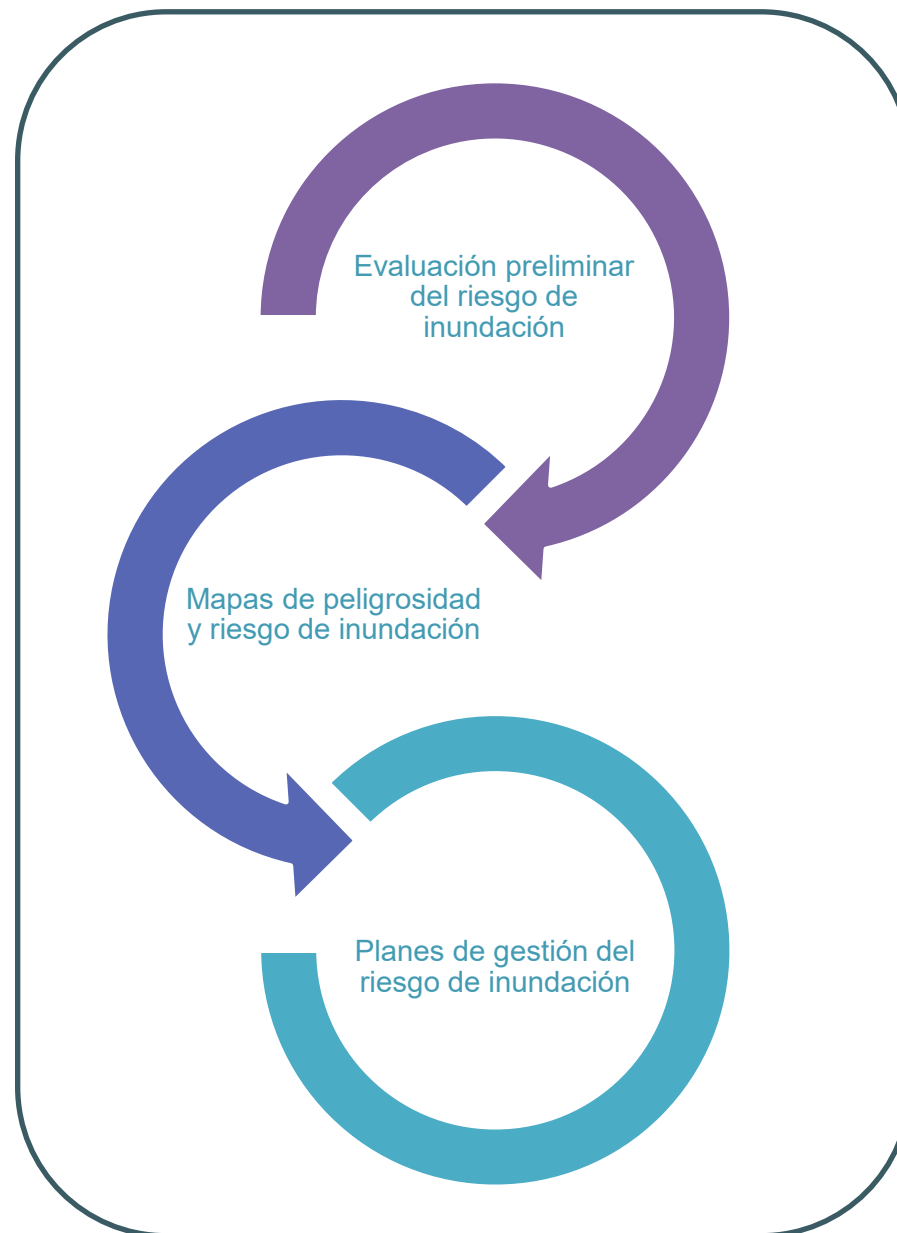 Evaluación preliminar
del riesgo de
inundación
Mapas de peligrosidad
y riesgo de inundación
Planes de gestión del
riesgo de inundación